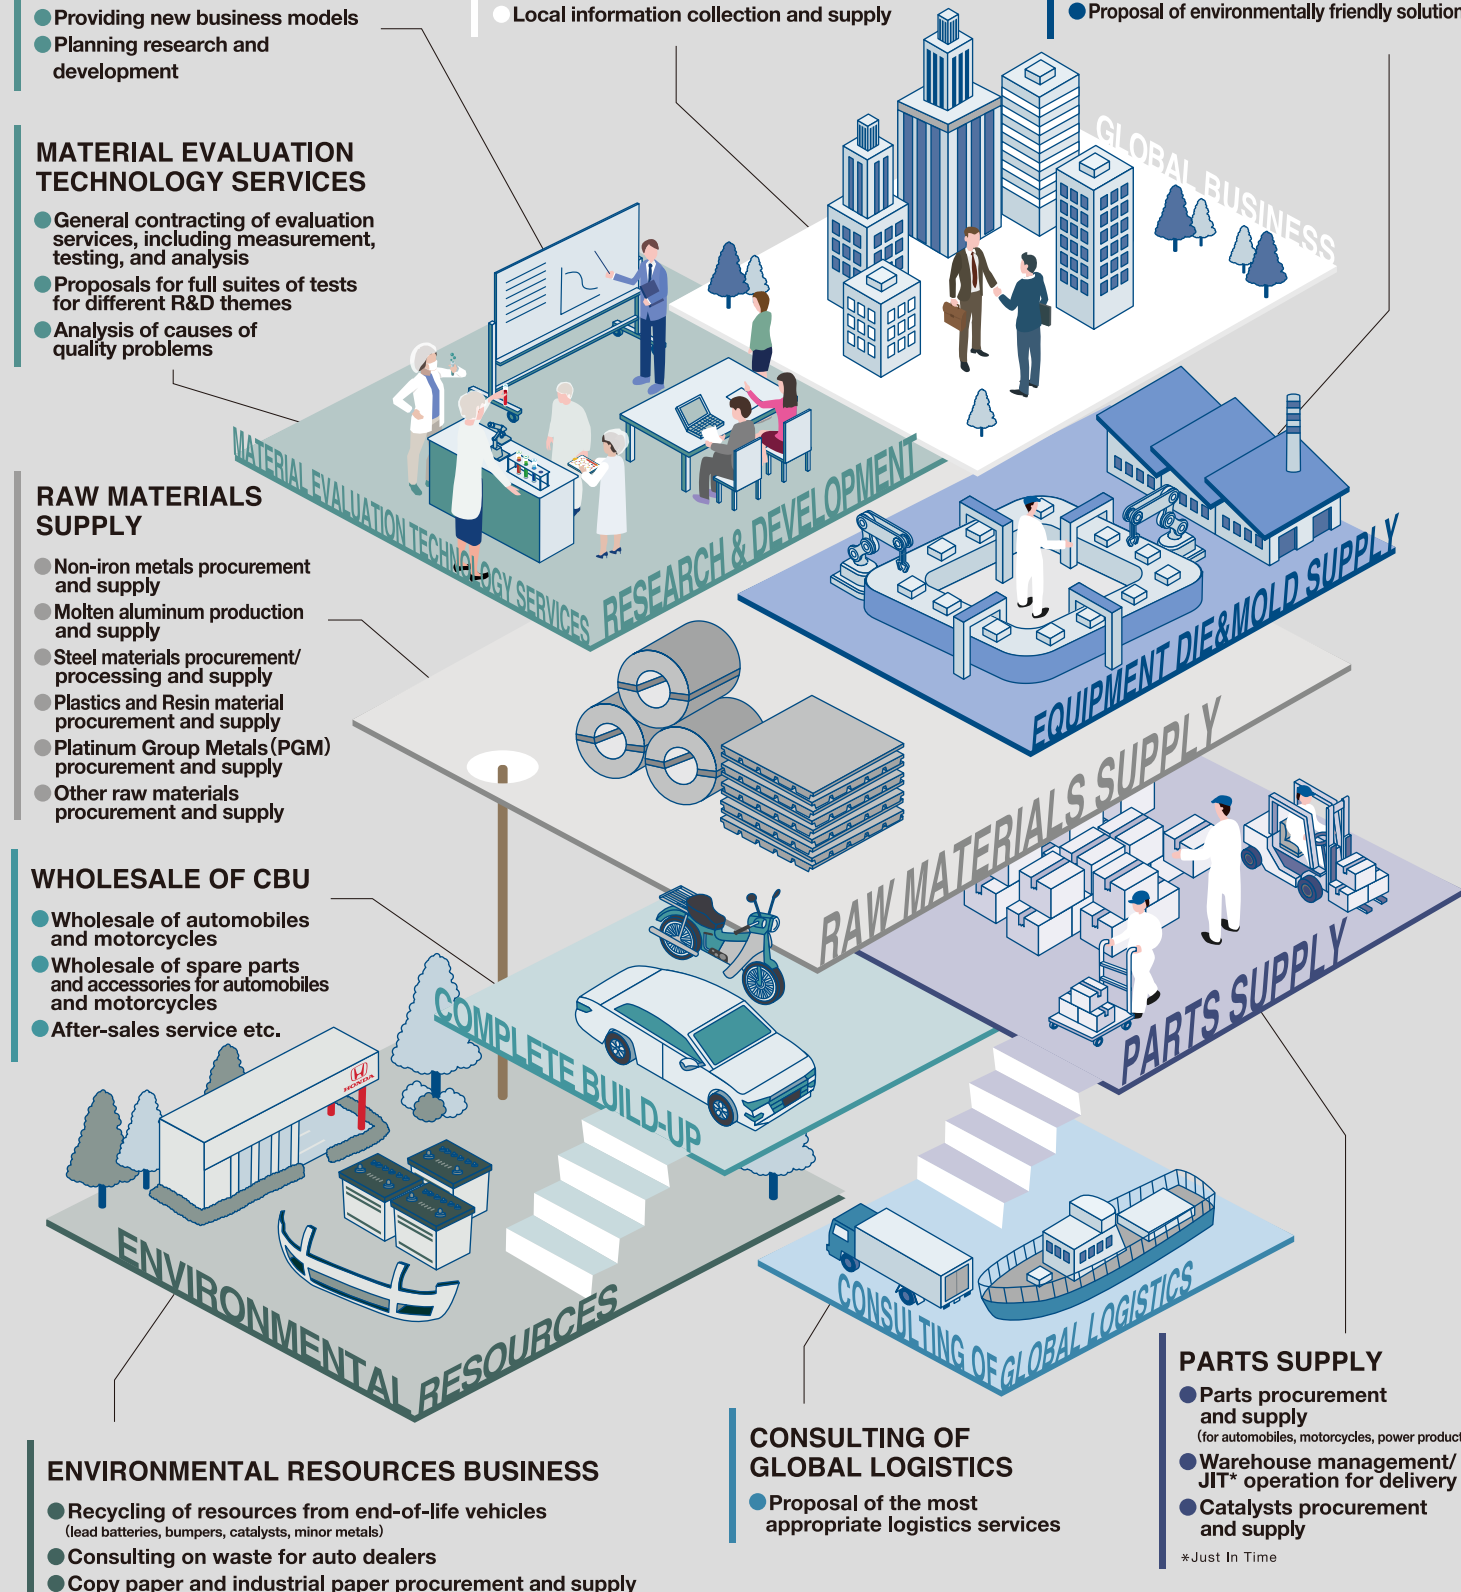 Providing new business models
Planning research and
development
Local information collection and supply
Proposal of environmentally friendly solution
MATERIAL EVALUATION
TECHNOLOGY SERVICES
General contracting of evaluation
services, including measurement,
testing, and analysis
Proposals for full suites of tests
for different R&D themes
Analysis of causes of
quality problems
GLOBAL BUSINESS
MATERIAL EVALUATION TECHNOLOGY SERVICES
RESEARCH & DEVELOPMENT
EQUIPMENT DIE&MOLD SUPPLY
RAW MATERIALS
SUPPLY
Non-iron metals procurement
and supply
Molten aluminum production
and supply
Steel materials procurement/
processing and supply
Plastics and Resin material
procurement and supply
Platinum Group Metals(PGM)
procurement and supply
Other raw materials
procurement and supply
RAW MATERIALS SUPPLY
WHOLESALE OF CBU
Wholesale of automobiles
and motorcycles
Wholesale of spare parts
and accessories for automobiles
and motorcycles
After-sales service etc.
COMPLETE BUILD-UP
PARTS SUPPLY
HONDA
ENVIRONMENTAL RESOURCES
CONSULTING OF GLOBAL LOGISTICS
PARTS SUPPLY
Parts procurement
and supply
(for automobiles, motorcycles, power product
Warehouse management/
JIT* operation for delivery
Catalysts procurement
and supply
*Just In Time
CONSULTING OF
GLOBAL LOGISTICS
Proposal of the most
appropriate logistics services
ENVIRONMENTAL RESOURCES BUSINESS
Recycling of resources from end-of-life vehicles
(lead batteries, bumpers, catalysts, minor metals)
Consulting on waste for auto dealers
Copy paper and industrial paper procurement and supply